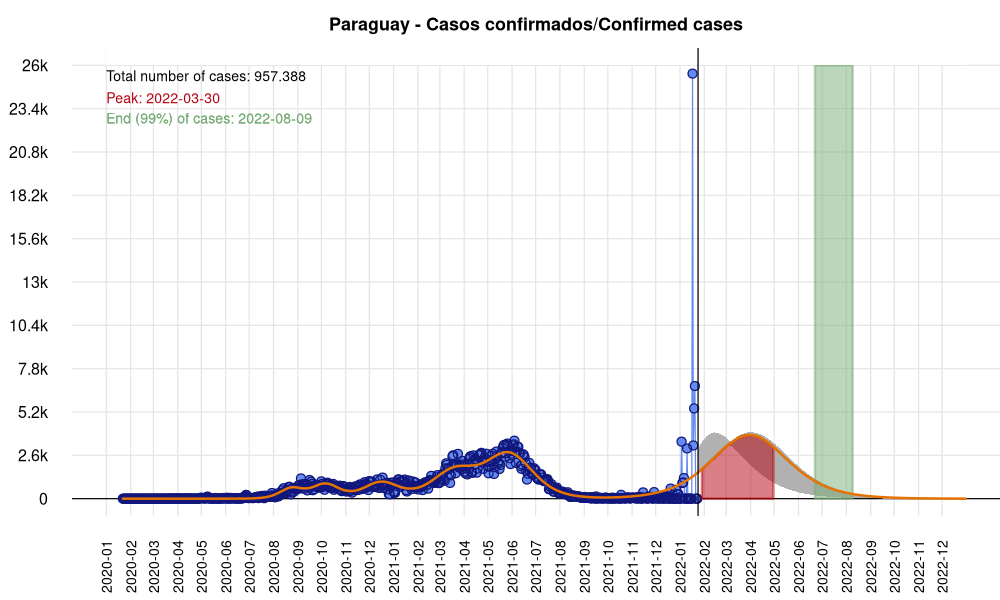 Paraguay - Casos confirmados/Confirmed cases
Total number of cases: 957.388
Peak: 2022-03-30
End (99%) of cases: 2022-08-09
26k
23.4k
20.8k
18.2k
15.6k
13k
10.4k
7.8k
5.2k
2.6k
0
2020-01
2020-02
2020-03
2020-04
2020-05
2020-06
2020-07
2020-08
2020-09
2020-10
2020-11
2020-12
2021-01
2021-02
2021-03
2021-04
2021-05
2021-06
2021-07
2021-08
2021-09
2021-10
2021-11
2021-12
2022-01
2022-02
2022-03
2022-04
2022-05
2022-06
2022-07
2022-08
2022-09
2022-10
2022-11
2022-12